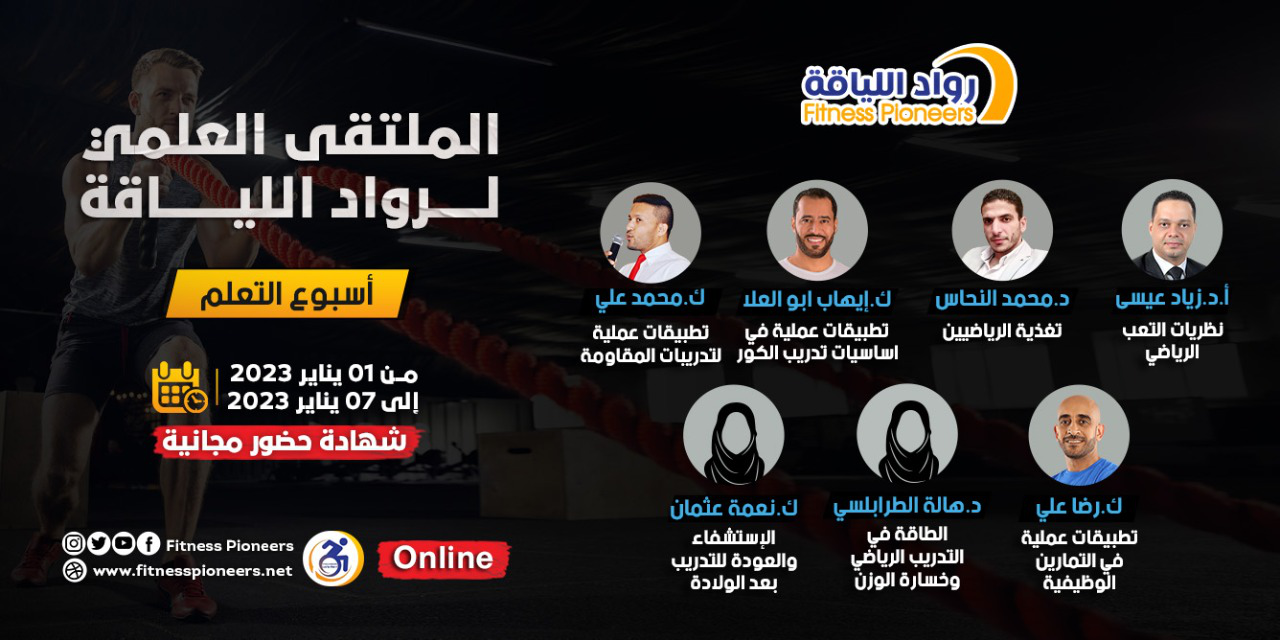 رواد اللياقة
Fitness Pioneers
الملتقى العلمي
لـرواد الليـاقة
أسبوع التعلم
مـن 01 يناير 2023
إلى 07 يناير 2023
شهادة حضور مجانية
أ.د.زياد عيسى
نظريات التعب
الرياضي
د.محمد النحاس
تغذية الرياضيين
ك.إيهاب ابو العلا
تطبيقات عملية في
اساسيات تدريب الكور
ك.محمد علي
تطبيقات عملية
لتدريبات المقاومة
ك.رضا علي
تطبيقات عملية
في التمارين
الوظيفية
د.هالة الطرابلسي
الطاقة في
التدريب الرياضي
وخسارة الوزن
ك.نعمة عثمان
الإستشفاء
والعودة للتدريب
بعد الولادة
Fitness Pioneers
www.fitnesspioneers.net
Online